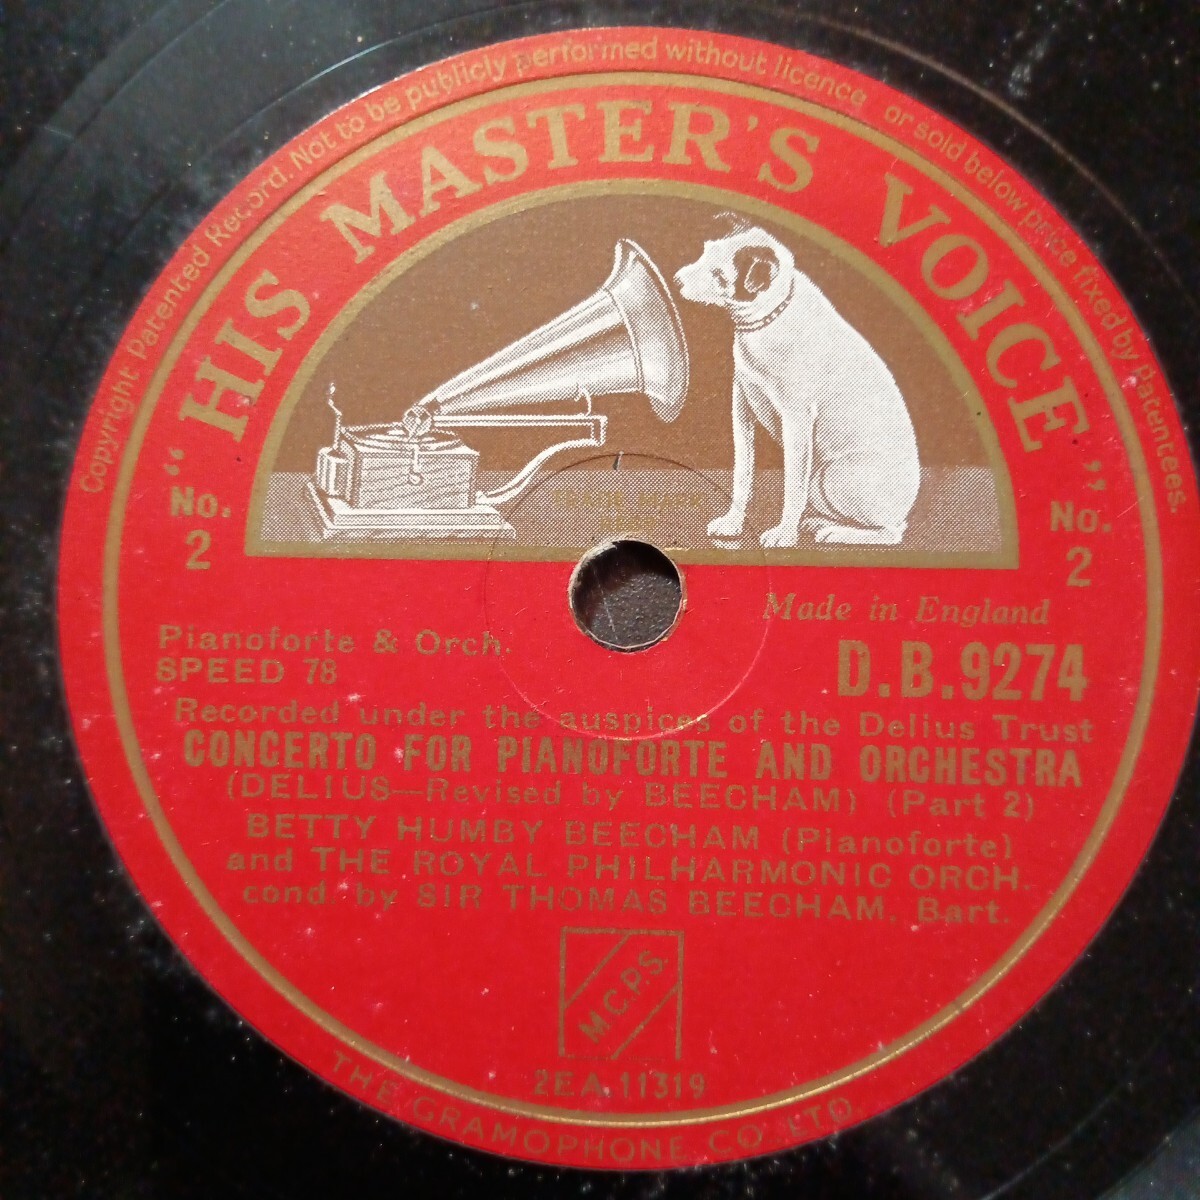 Copyright Patented Record. Not to be publicly performed without licence or sold below price fixed by Patentees.
"HIS MASTER'S VOICE"
No. 2
No. 2
TRADE MARK
Made in England
Pianoforte & Orch.
SPEED 78
D.B.9274
Recorded under the auspices of the Delius Trust
CONCERTO FOR PIANOFORTE AND ORCHESTRA
(DELIUS—Revised by BEECHAM) (Part 2)
BETTY HUMBY BEECHAM (Pianoforte)
and THE ROYAL PHILHARMONIC ORCH.
cond. by SIR THOMAS BEECHAM, Bart.
M.C.P.S.
2EA.11319
THE GRAMOPHONE CO. LTD.